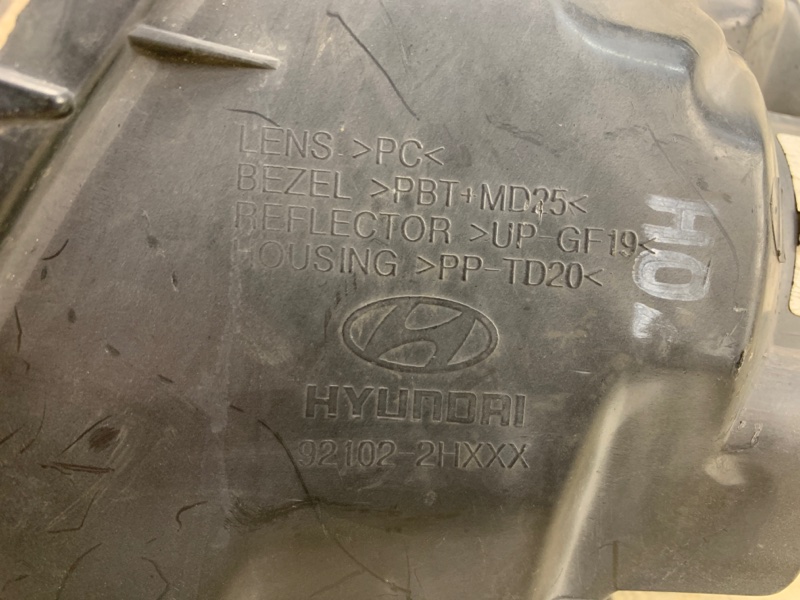 LENS >PC<
BEZEL >PBT+MD25<
REFLECTOR >UP-GF19<
HOUSING >PP-TD20<
HYUNDAI
92102-2HXXX